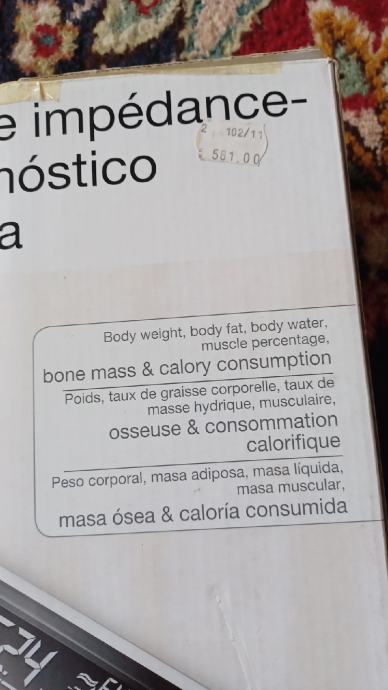 e impédance-
nóstico
a
2 102/11
£ 581.00
Body weight, body fat, body water,
muscle percentage,
bone mass & calory consumption
Poids, taux de graisse corporelle, taux de
masse hydrique, musculaire,
osseuse & consommation
calorifique
Peso corporal, masa adiposa, masa líquida,
masa muscular,
masa ósea & caloría consumida
24